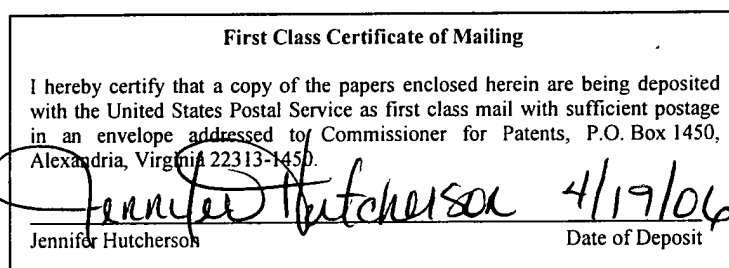 First Class Certificate of Mailing
I hereby certify that a copy of the papers enclosed herein are being deposited
with the United States Postal Service as first class mail with sufficient postage
in an envelope addressed to Commissioner for Patents, P.O. Box 1450,
Alexandria, Virginia 22313-1450.
Jennifer Hutcherson 4/19/06
Jennifer Hutcherson Date of Deposit